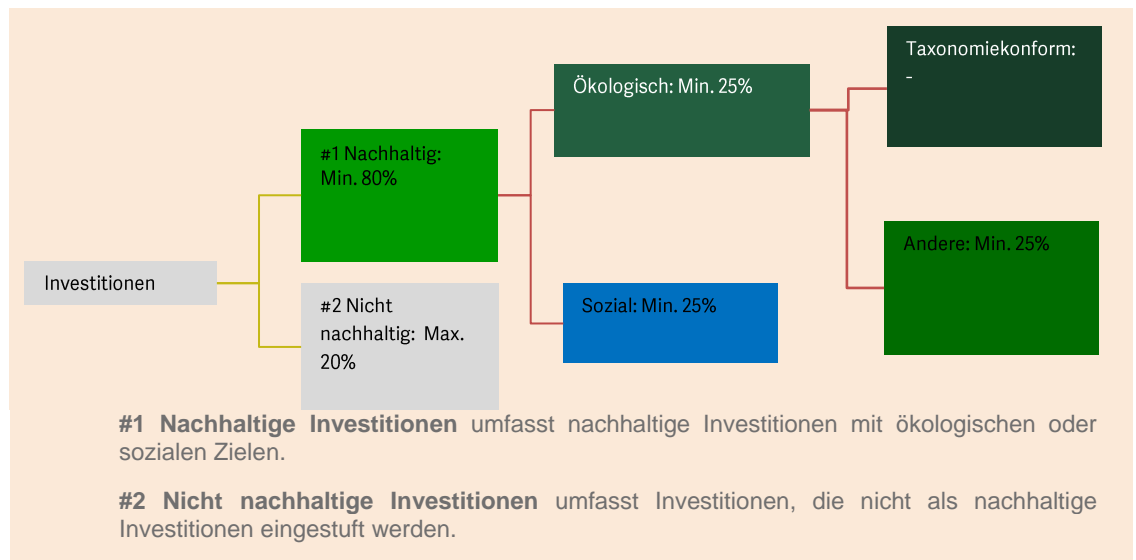 Investitionen
#1 Nachhaltig:
Min. 80%
#2 Nicht
nachhaltig: Max.
20%
Ökologisch: Min. 25%
Sozial: Min. 25%
Taxonomiekonform:
-
Andere: Min. 25%
#1 Nachhaltige Investitionen umfasst nachhaltige Investitionen mit ökologischen oder
sozialen Zielen.
#2 Nicht nachhaltige Investitionen umfasst Investitionen, die nicht als nachhaltige
Investitionen eingestuft werden.